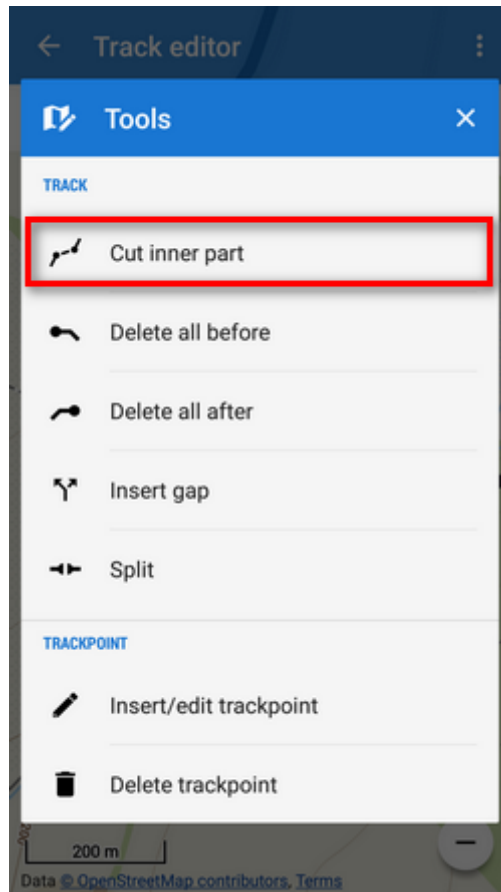 Track editor
Tools
TRACK
Cut inner part
Delete all before
Delete all after
Insert gap
Split
TRACKPOINT
Insert/edit trackpoint
Delete trackpoint
200
200 m
Data © OpenStreetMap contributors, Terms